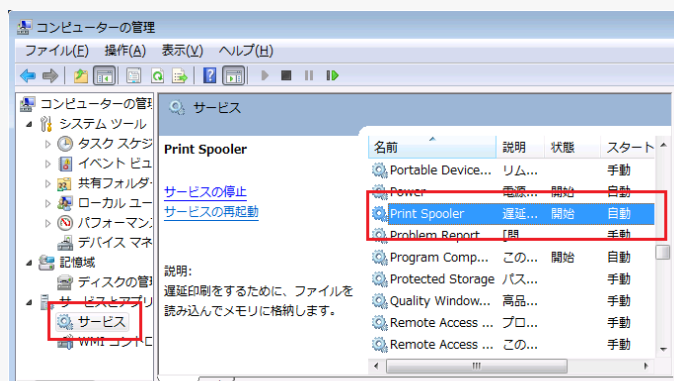 コンピューターの管理
ファイル(F) 操作(A) 表示(V) ヘルプ(H)
コンピューターの管理
システム ツール
タスク スケジ
イベント ビュ
共有フォルダー
ローカル ユー
パフォーマン
デバイス マネ
記憶域
ディスクの管理
サービスとアプリ
サービス
WMI コントロ
サービス
Print Spooler
サービスの停止
サービスの再起動
説明:
遅延印刷をするために、ファイルを
読み込んでメモリに格納します。
名前 説明 状態 スタート
Portable Device... リム... 手動
Power 電源... 開始 自動
Print Spooler 遅延... 開始 自動
Problem Report [問 手動
Program Comp... この... 開始 自動
Protected Storage パス... 手動
Quality Window... 高品... 手動
Remote Access ... プロ... 手動
Remote Access ... この... 手動